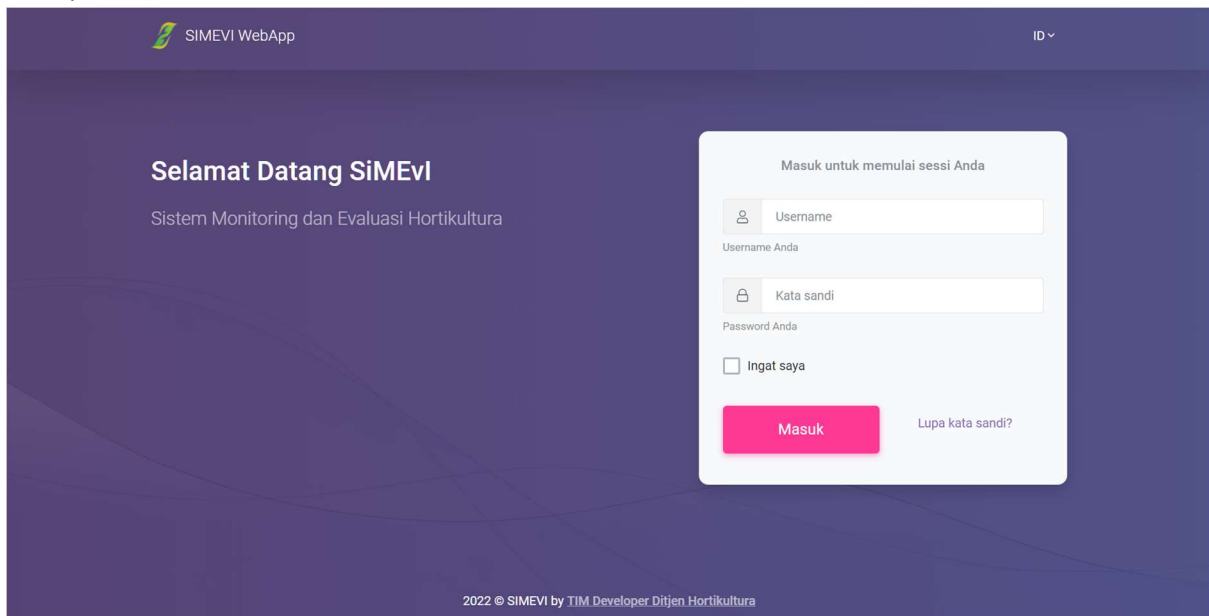 SIMEVI WebApp
ID
Selamat Datang SiMEvI
Sistem Monitoring dan Evaluasi Hortikultura
Masuk untuk memulai sessi Anda
Username
Username Anda
Kata sandi
Password Anda
Ingat saya
Masuk
Lupa kata sandi?
2022 © SIMEVI by TIM Developer Ditjen Hortikultura